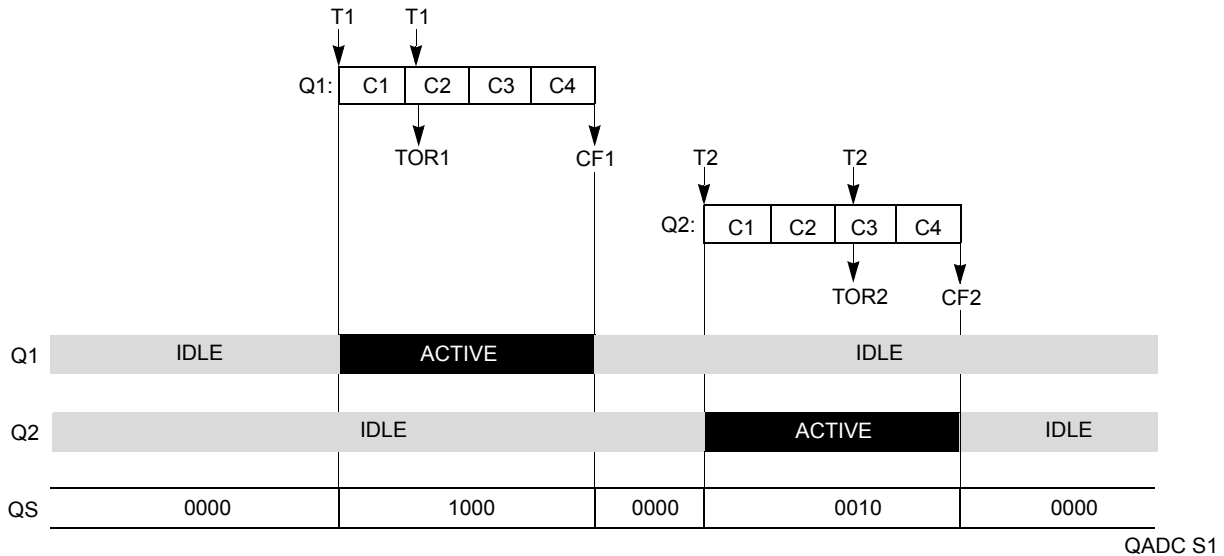 T1 T1
Q1: C1 C2 C3 C4
TOR1 CF1 T2 T2
Q2: C1 C2 C3 C4
TOR2 CF2
Q1 IDLE ACTIVE IDLE
Q2 IDLE ACTIVE IDLE
QS 0000 1000 0000 0010 0000
QADC S1